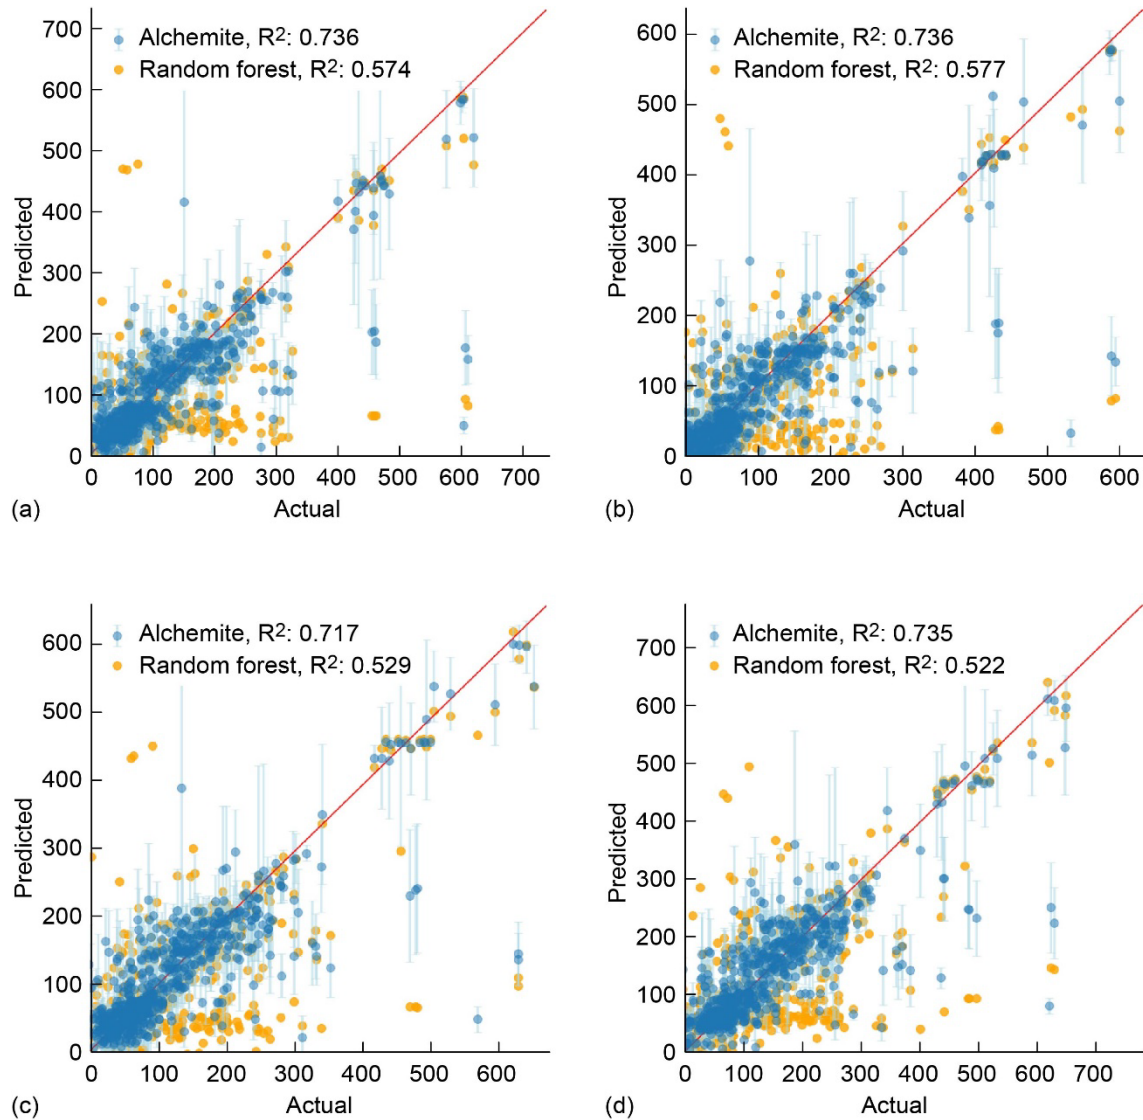 700
600
500
400
300
200
100
0
Predicted
Alchemite, R²: 0.736
Random forest, R²: 0.574
0 100 200 300 400 500 600 700
Actual
(a)
600
500
400
300
200
100
0
Predicted
Alchemite, R²: 0.736
Random forest, R²: 0.577
0 100 200 300 400 500 600
Actual
(b)
600
500
400
300
200
100
0
Predicted
Alchemite, R²: 0.717
Random forest, R²: 0.529
0 100 200 300 400 500 600
Actual
(c)
700
600
500
400
300
200
100
0
Predicted
Alchemite, R²: 0.735
Random forest, R²: 0.522
0 100 200 300 400 500 600 700
Actual
(d)